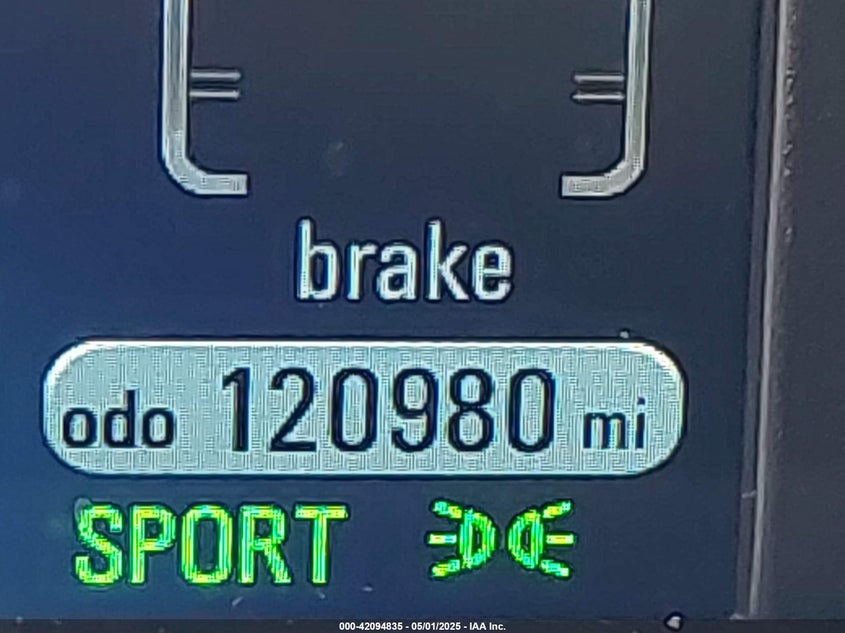 brake
odo 120980 mi
SPORT
000-42094835 - 05/01/2025 - IAA Inc.